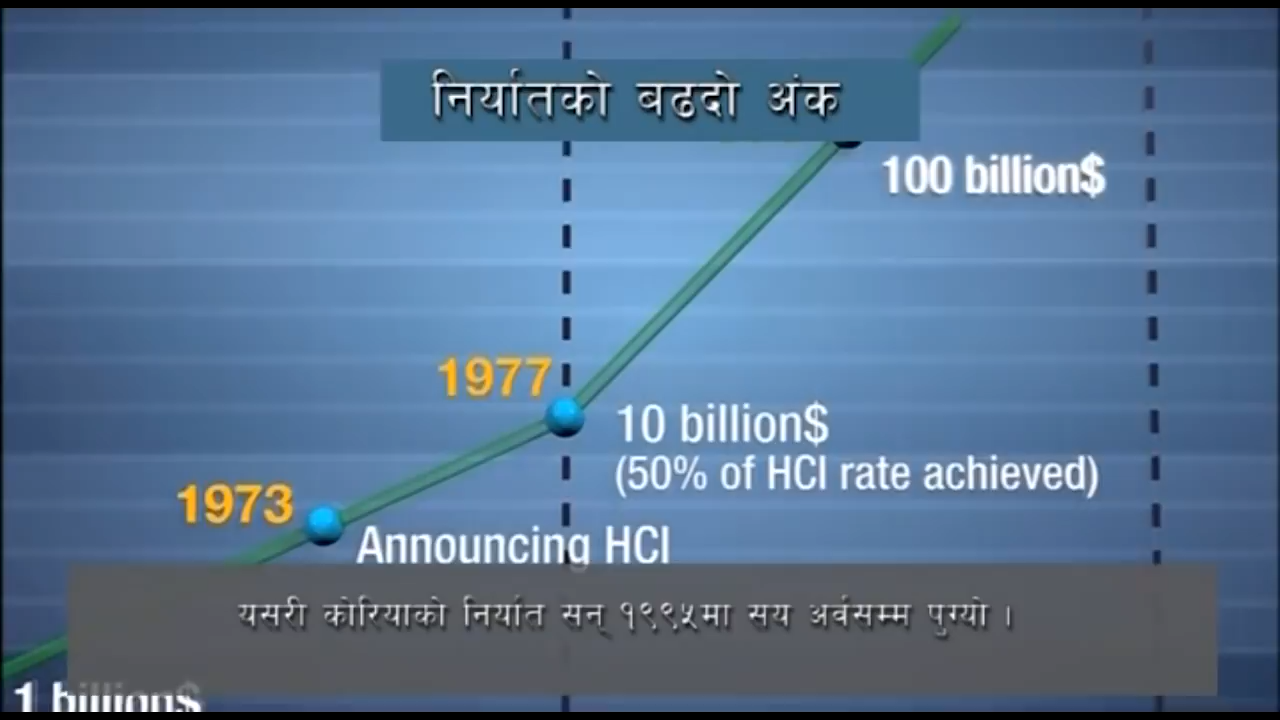 निर्यातको बढदो अंक
100 billion$
1977
10 billion$
(50% of HCI rate achieved)
1973
Announcing HCI
यसरी कोरियाको निर्यात सन् १९९५मा सय अर्वसम्म पुग्यो ।
1 billion$